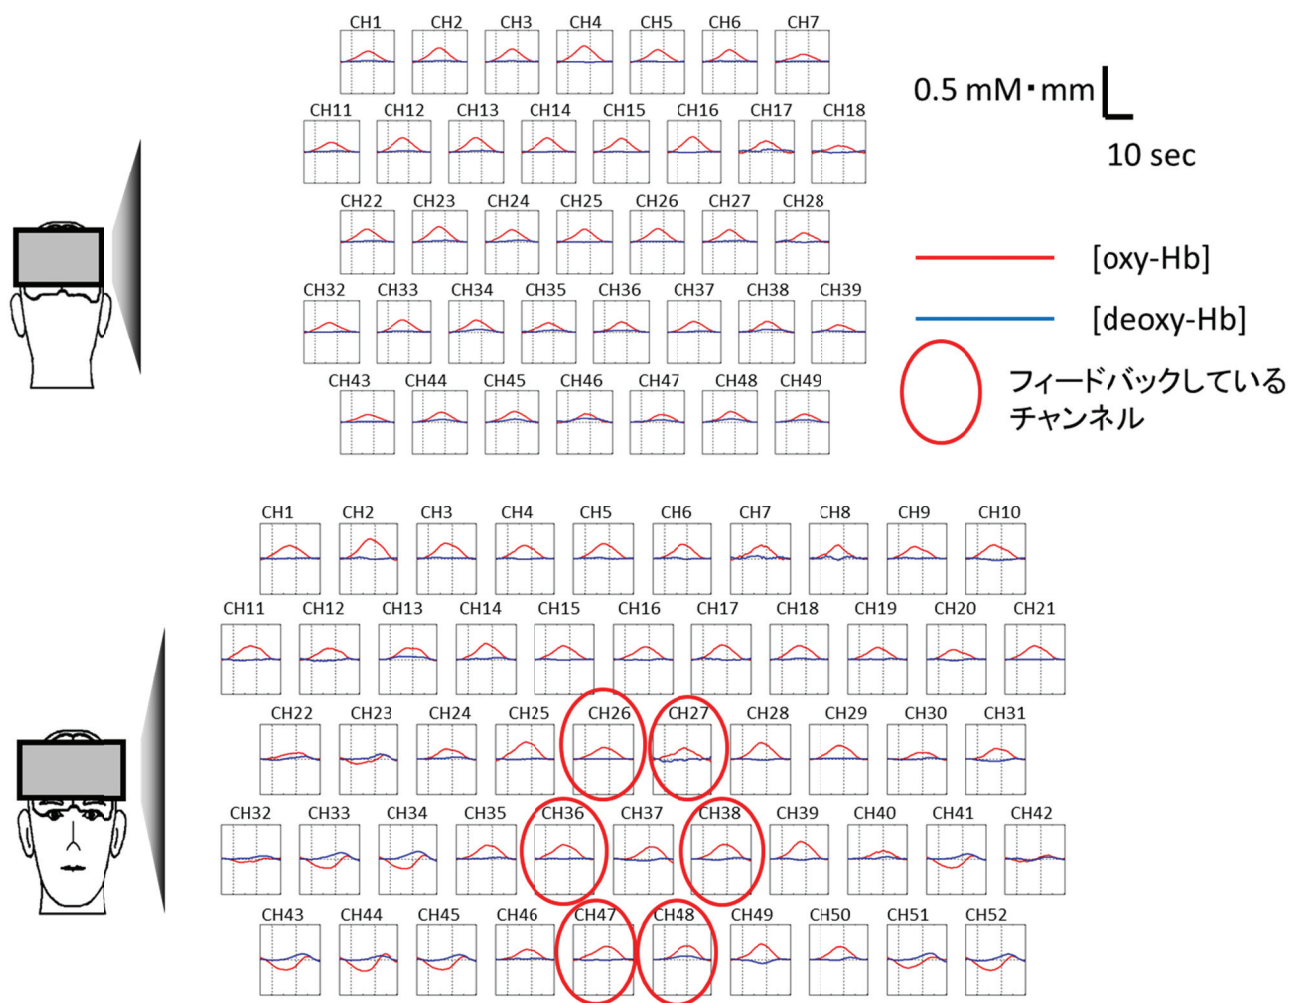 CH1 CH2 CH3 CH4 CH5 CH6 CH7
0.5 mM・mm
10 sec
CH11 CH12 CH13 CH14 CH15 CH16 CH17 CH18
CH22 CH23 CH24 CH25 CH26 CH27 CH28
[oxy-Hb]
[deoxy-Hb]
CH32 CH33 CH34 CH35 CH36 CH37 CH38 CH39
フィードバックしている
チャンネル
CH43 CH44 CH45 CH46 CH47 CH48 CH49
CH1 CH2 CH3 CH4 CH5 CH6 CH7 CH8 CH9 CH10
CH11 CH12 CH13 CH14 CH15 CH16 CH17 CH18 CH19 CH20 CH21
CH22 CH23 CH24 CH25 CH26 CH27 CH28 CH29 CH30 CH31
CH32 CH33 CH34 CH35 CH36 CH37 CH38 CH39 CH40 CH41 CH42
CH43 CH44 CH45 CH46 CH47 CH48 CH49 CH50 CH51 CH52